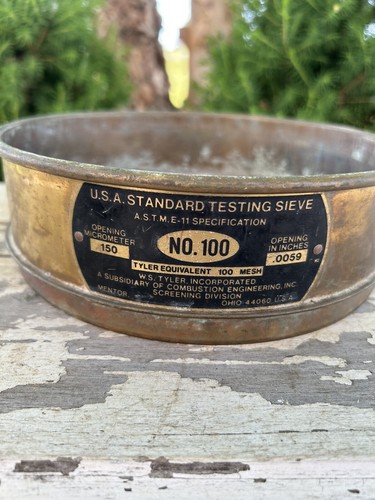 U.S.A. STANDARD TESTING SIEVE
A.S.T.M. E-11 SPECIFICATION
OPENING
MICROMETER
150
NO. 100
OPENING
IN INCHES
.0059
TYLER EQUIVALENT 100 MESH
W.S. TYLER, INCORPORATED
A SUBSIDIARY OF COMBUSTION ENGINEERING, INC.
SCREENING DIVISION
MENTOR, OHIO 44060 U.S.A.